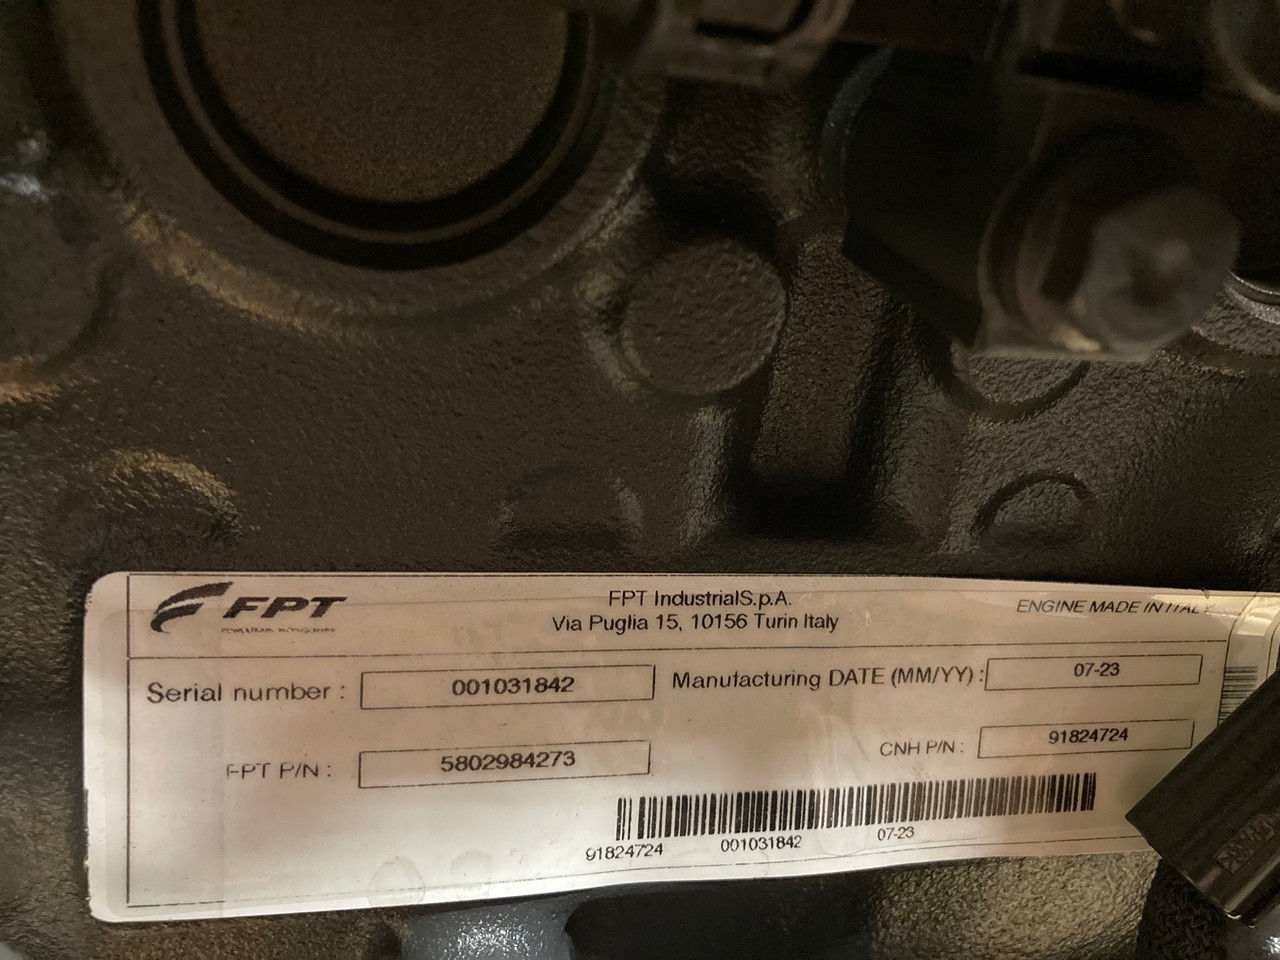 FPT
FPT IndustrialS.p.A.
Via Puglia 15, 10156 Turin Italy
ENGINE MADE IN ITALY
Serial number : 001031842
Manufacturing DATE (MM/YY) : 07-23
FPT P/N : 5802984273
CNH P/N : 91824724
91824724 001031842 07-23